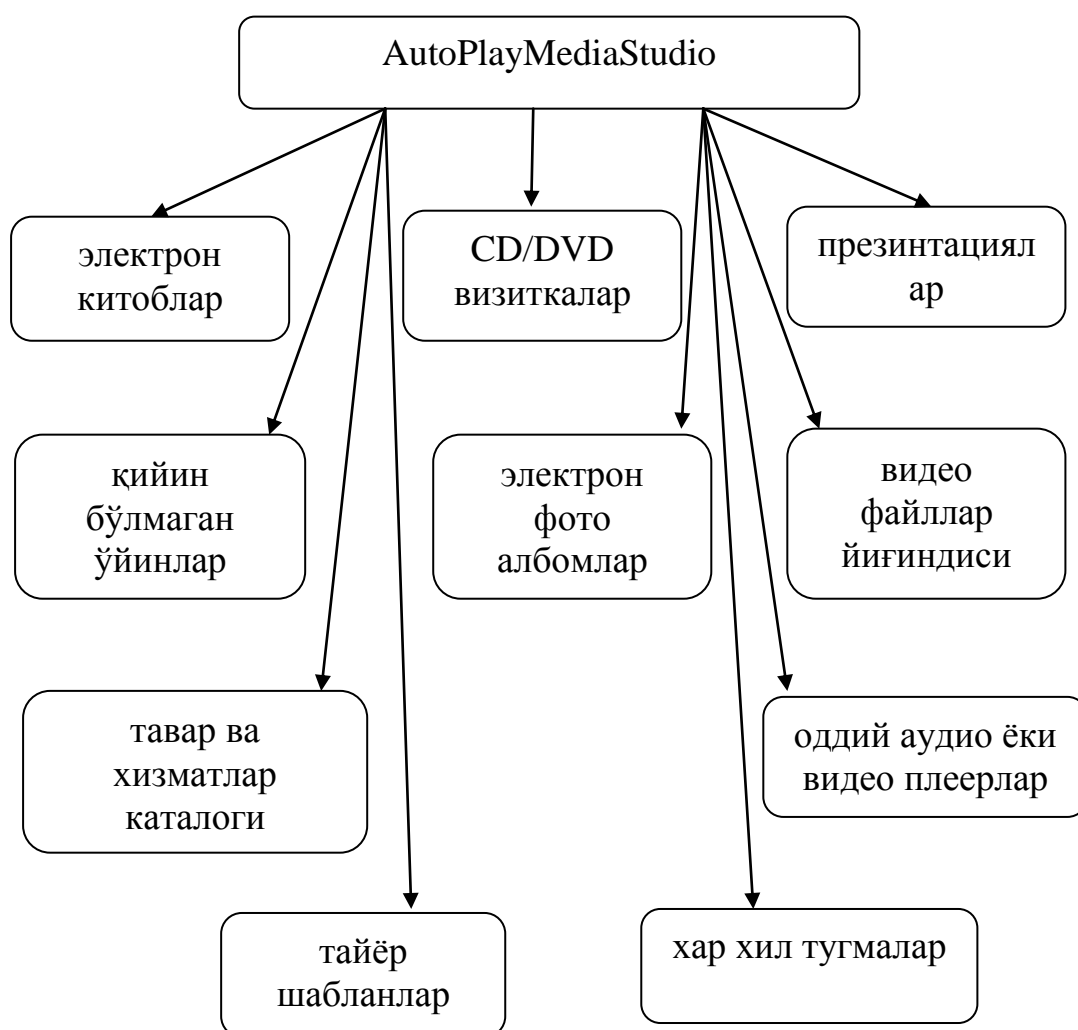 AutoPlayMediaStudio
электрон
китоблар
CD/DVD
визиткалар
презинтациял
ар
қийин
бўлмаган
ўйинлар
электрон
фото
албомлар
видео
файллар
йиғиндиси
тавар ва
хизматлар
каталоги
оддий аудио ёки
видео плеерлар
тайёр
шабланлар
хар хил тугмалар